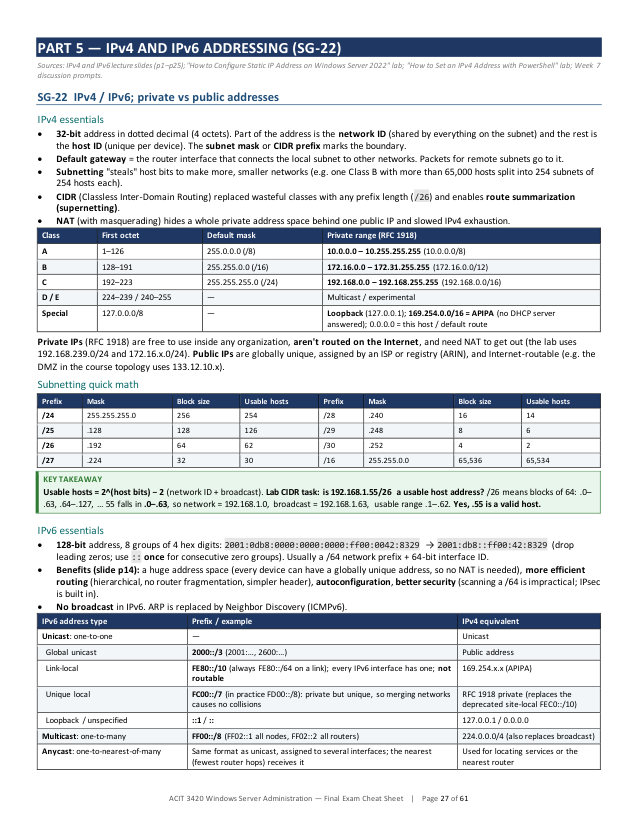 PART 5 — IPv4 AND IPv6 ADDRESSING (SG-22)
Sources: IPv4 and IPv6 lecture slides (p1–p25); "How to Configure Static IP Address on Windows Server 2022" lab; "How to Set an IPv4 Address with PowerShell" lab; Week 7
discussion prompts.
SG-22 IPv4 / IPv6; private vs public addresses
IPv4 essentials
• 32-bit address in dotted decimal (4 octets). Part of the address is the network ID (shared by everything on the subnet) and the rest is
the host ID (unique per device). The subnet mask or CIDR prefix marks the boundary.
• Default gateway = the router interface that connects the local subnet to other networks. Packets for remote subnets go to it.
• Subnetting "steals" host bits to make more, smaller networks (e.g. one Class B with more than 65,000 hosts split into 254 subnets of
254 hosts each).
• CIDR (Classless Inter-Domain Routing) replaced wasteful classes with any prefix length (/26) and enables route summarization
(supernetting).
• NAT (with masquerading) hides a whole private address space behind one public IP and slowed IPv4 exhaustion.
Class First octet Default mask Private range (RFC 1918)
A 1–126 255.0.0.0 (/8) 10.0.0.0 – 10.255.255.255 (10.0.0.0/8)
B 128–191 255.255.0.0 (/16) 172.16.0.0 – 172.31.255.255 (172.16.0.0/12)
C 192–223 255.255.255.0 (/24) 192.168.0.0 – 192.168.255.255 (192.168.0.0/16)
D / E 224–239 / 240–255 — Multicast / experimental
Special 127.0.0.0/8 — Loopback (127.0.0.1); 169.254.0.0/16 = APIPA (no DHCP server
answered); 0.0.0.0 = this host / default route
Private IPs (RFC 1918) are free to use inside any organization, aren't routed on the Internet, and need NAT to get out (the lab uses
192.168.239.0/24 and 172.16.x.0/24). Public IPs are globally unique, assigned by an ISP or registry (ARIN), and Internet-routable (e.g. the
DMZ in the course topology uses 133.12.10.x).
Subnetting quick math
Prefix Mask Block size Usable hosts Prefix Mask Block size Usable hosts
/24 255.255.255.0 256 254 /28 .240 16 14
/25 .128 128 126 /29 .248 8 6
/26 .192 64 62 /30 .252 4 2
/27 .224 32 30 /16 255.255.0.0 65,536 65,534
KEY TAKEAWAY
Usable hosts = 2^(host bits) − 2 (network ID + broadcast). Lab CIDR task: is 192.168.1.55/26 a usable host address? /26 means blocks of 64: .0–
.63, .64–.127, … 55 falls in .0–.63, so network = 192.168.1.0, broadcast = 192.168.1.63, usable range .1–.62. Yes, .55 is a valid host.
IPv6 essentials
• 128-bit address, 8 groups of 4 hex digits: 2001:0db8:0000:0000:0000:ff00:0042:8329 → 2001:db8::ff00:42:8329 (drop
leading zeros; use :: once for consecutive zero groups). Usually a /64 network prefix + 64-bit interface ID.
• Benefits (slide p14): a huge address space (every device can have a globally unique address, so no NAT is needed), more efficient
routing (hierarchical, no router fragmentation, simpler header), autoconfiguration, better security (scanning a /64 is impractical; IPsec
is built in).
• No broadcast in IPv6. ARP is replaced by Neighbor Discovery (ICMPv6).
IPv6 address type Prefix / example IPv4 equivalent
Unicast: one-to-one — Unicast
Global unicast 2000::/3 (2001:…, 2600:…) Public address
Link-local FE80::/10 (always FE80::/64 on a link); every IPv6 interface has one; not 169.254.x.x (APIPA)
routable
Unique local FC00::/7 (in practice FD00::/8): private but unique, so merging networks RFC 1918 private (replaces the
causes no collisions deprecated site-local FEC0::/10)
Loopback / unspecified ::1 / :: 127.0.0.1 / 0.0.0.0
Multicast: one-to-many FF00::/8 (FF02::1 all nodes, FF02::2 all routers) 224.0.0.0/4 (also replaces broadcast)
Anycast: one-to-nearest-of-many Same format as unicast, assigned to several interfaces; the nearest Used for locating services or the
(fewest router hops) receives it nearest router
ACIT 3420 Windows Server Administration — Final Exam Cheat Sheet | Page 27 of 61